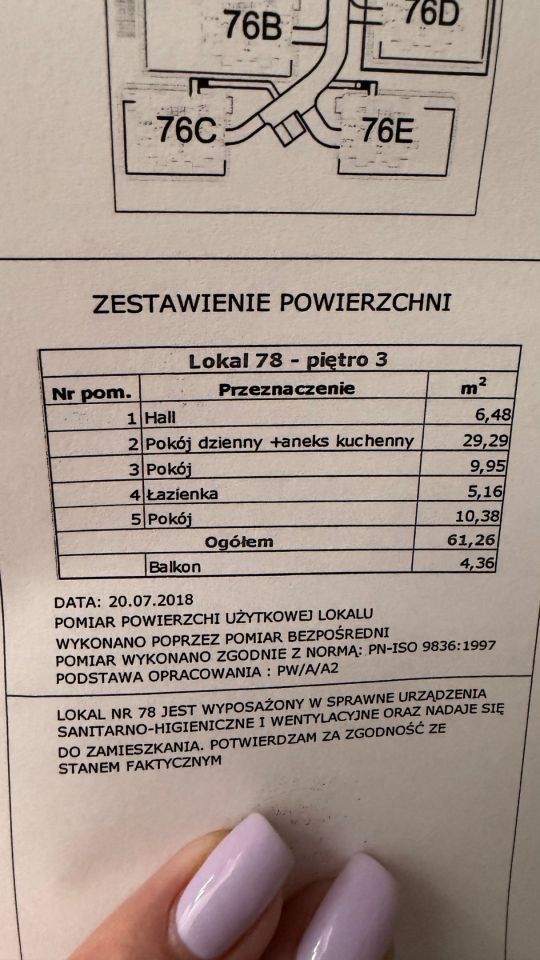 76B
76D
76C
76E
ZESTAWIENIE POWIERZCHNI
Lokal 78 - piętro 3
Nr pom. Przeznaczenie m²
1 Hall 6,48
2 Pokój dzienny +aneks kuchenny 29,29
3 Pokój 9,95
4 Łazienka 5,16
5 Pokój 10,38
Ogółem 61,26
Balkon 4,36
DATA: 20.07.2018
POMIAR POWIERZCHI UŻYTKOWEJ LOKALU
WYKONANO POPRZEZ POMIAR BEZPOŚREDNI
POMIAR WYKONANO ZGODNIE Z NORMĄ: PN-ISO 9836:1997
PODSTAWA OPRACOWANIA : PW/A/A2
LOKAL NR 78 JEST WYPOSAŻONY W SPRAWNE URZĄDZENIA
SANITARNO-HIGIENICZNE I WENTYLACYJNE ORAZ NADAJE SIĘ
DO ZAMIESZKANIA. POTWIERDZAM ZA ZGODNOŚĆ ZE
STANEM FAKTYCZNYM